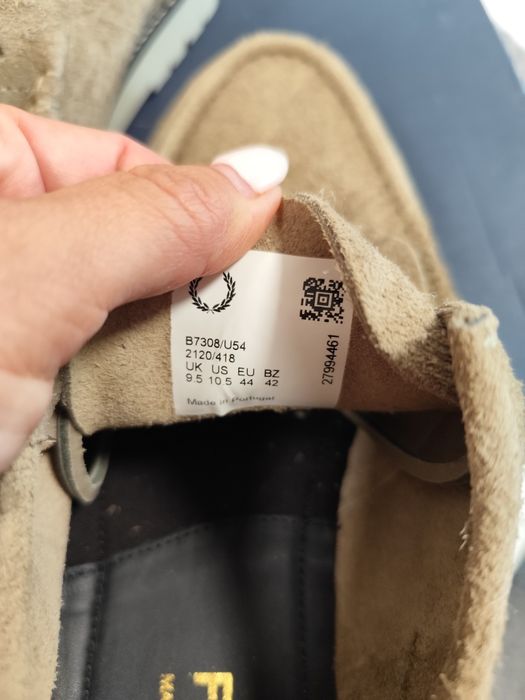 B7308/U54
2120/418
UK US EU BZ
9.5 10.5 44 42
Made in Portugal
27994461
F